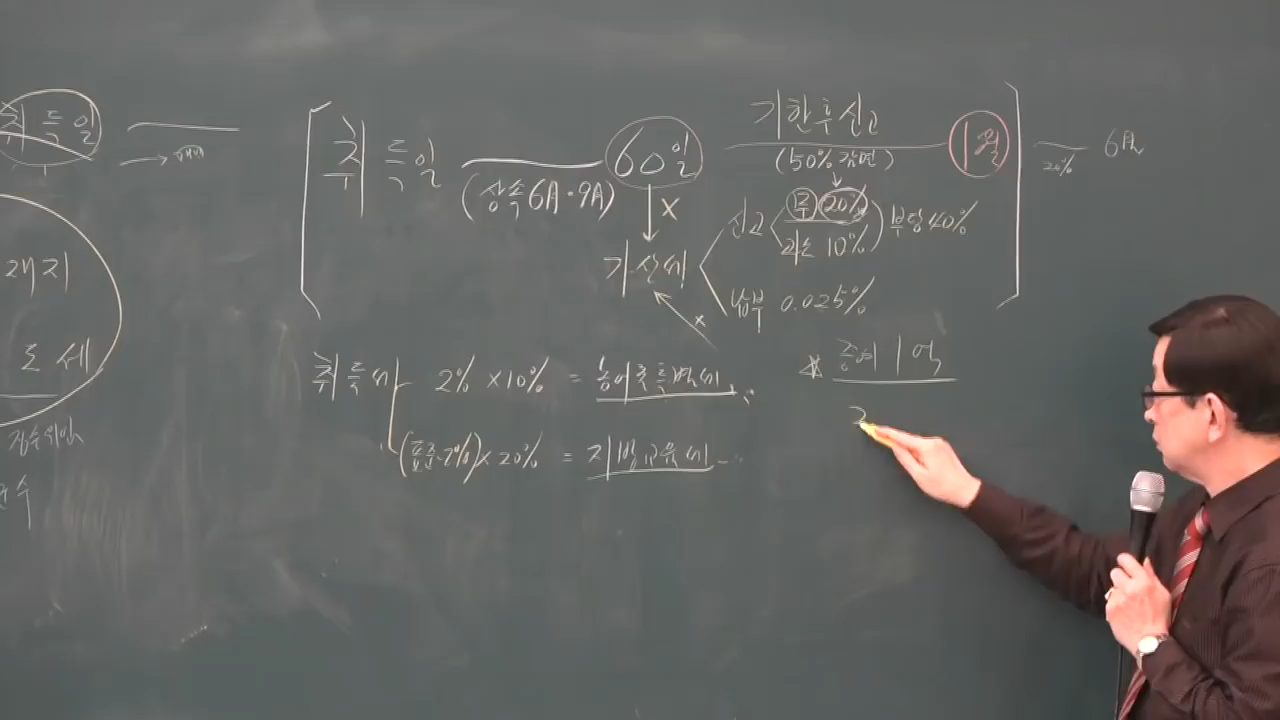 취득일
취득일
(상속 6月·9月)
60일
기한후신고
(50% 감면)
1월
20%
6月
X
신고
무 20%
과소 10%
부당 40%
가산세
납부 0.025%
X
래지
득세
취득세
2% × 10% = 농어촌특별세
(표준-2%) × 20% = 지방교육세
* 증여 1억
2